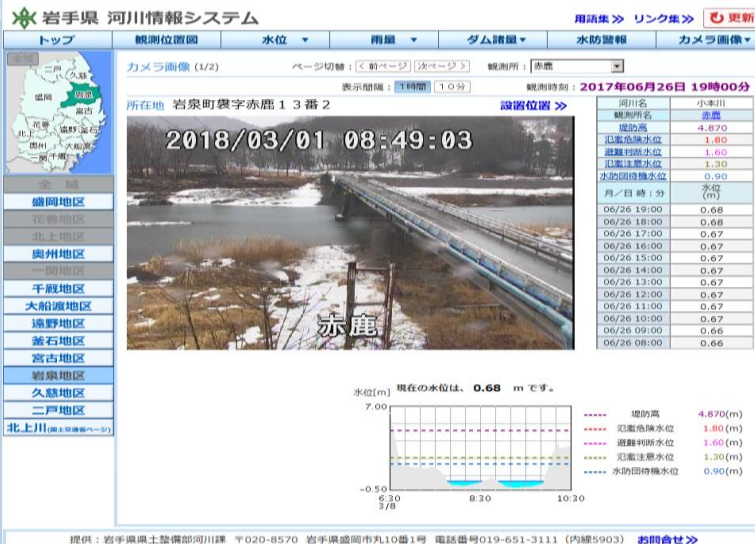 岩手県 河川情報システム
用語集≫ リンク集≫ 更新
トップ 観測位置図 水位 ▼ 雨量 ▼ ダム諸量▼ 水防警報 カメラ画像▼
カメラ画像 (1/2) ページ切替：< 前ページ 次ページ > 観測所： 赤鹿
表示間隔： 1時間 10分 観測時刻：2017年06月26日 19時00分
所在地 岩泉町袰字赤鹿１３番２ 設置位置 ≫
全域
二戸
久慈
盛岡
岩泉
宮古
花巻
北上
遠野
釜石
奥州
大船渡
一関
千厩
全 域
盛岡地区
花巻地区
北上地区
奥州地区
一関地区
千厩地区
大船渡地区
遠野地区
釜石地区
宮古地区
岩泉地区
久慈地区
二戸地区
北上川(国土交通省ページ)
2018/03/01 08:49:03
赤鹿
河川名 小本川
観測所名 赤鹿
堤防高 4.870
氾濫危険水位 1.80
避難判断水位 1.60
氾濫注意水位 1.30
水防団待機水位 0.90
月／日 時：分 水位(m)
06/26 19:00 0.68
06/26 18:00 0.68
06/26 17:00 0.67
06/26 16:00 0.67
06/26 15:00 0.67
06/26 14:00 0.67
06/26 13:00 0.67
06/26 12:00 0.67
06/26 11:00 0.67
06/26 10:00 0.67
06/26 09:00 0.66
06/26 08:00 0.66
水位[m] 現在の水位は、 0.68 m です。
7.00
-0.50
6:30 8:30 10:30
3/8
堤防高 4.870(m)
氾濫危険水位 1.80(m)
避難判断水位 1.60(m)
氾濫注意水位 1.30(m)
水防団待機水位 0.90(m)
提供：岩手県県土整備部河川課 〒020-8570 岩手県盛岡市丸10番1号 電話番号019-651-3111（内線5903） お問合せ≫